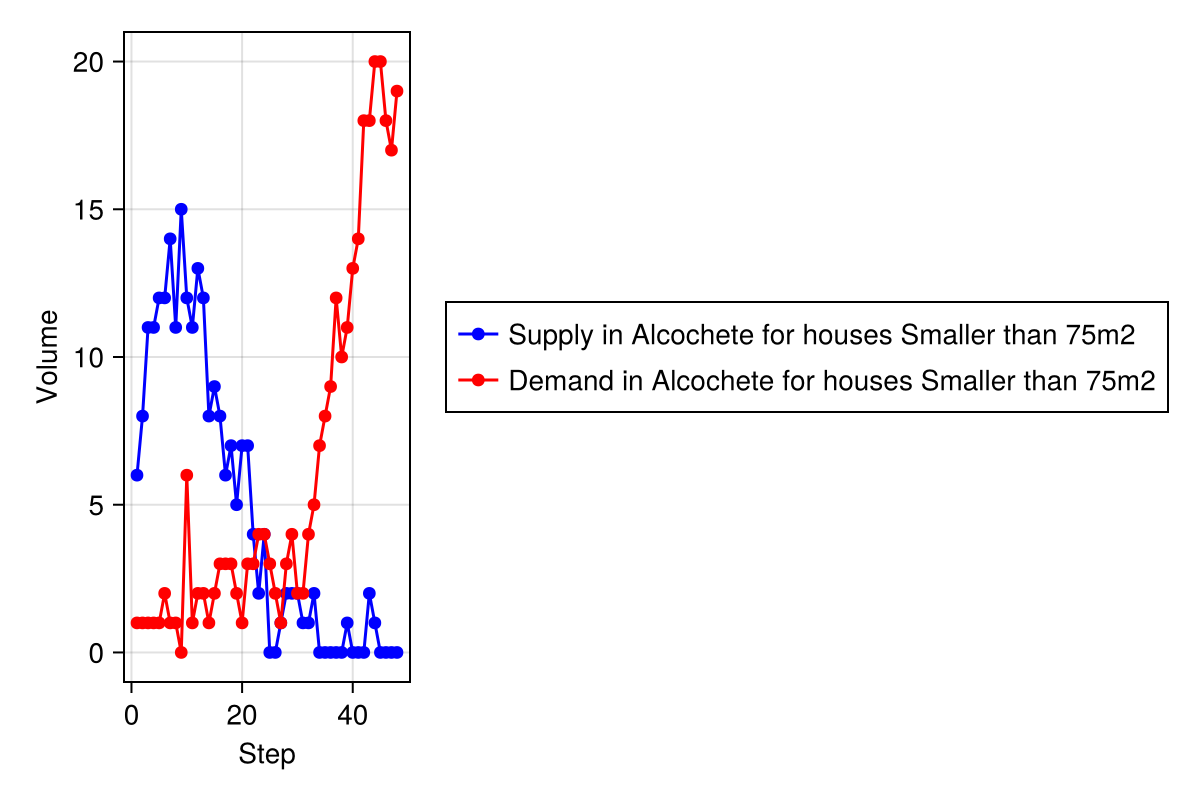 20
15
10
5
0
Volume
0 20 40
Step
Supply in Alcochete for houses Smaller than 75m2
Demand in Alcochete for houses Smaller than 75m2